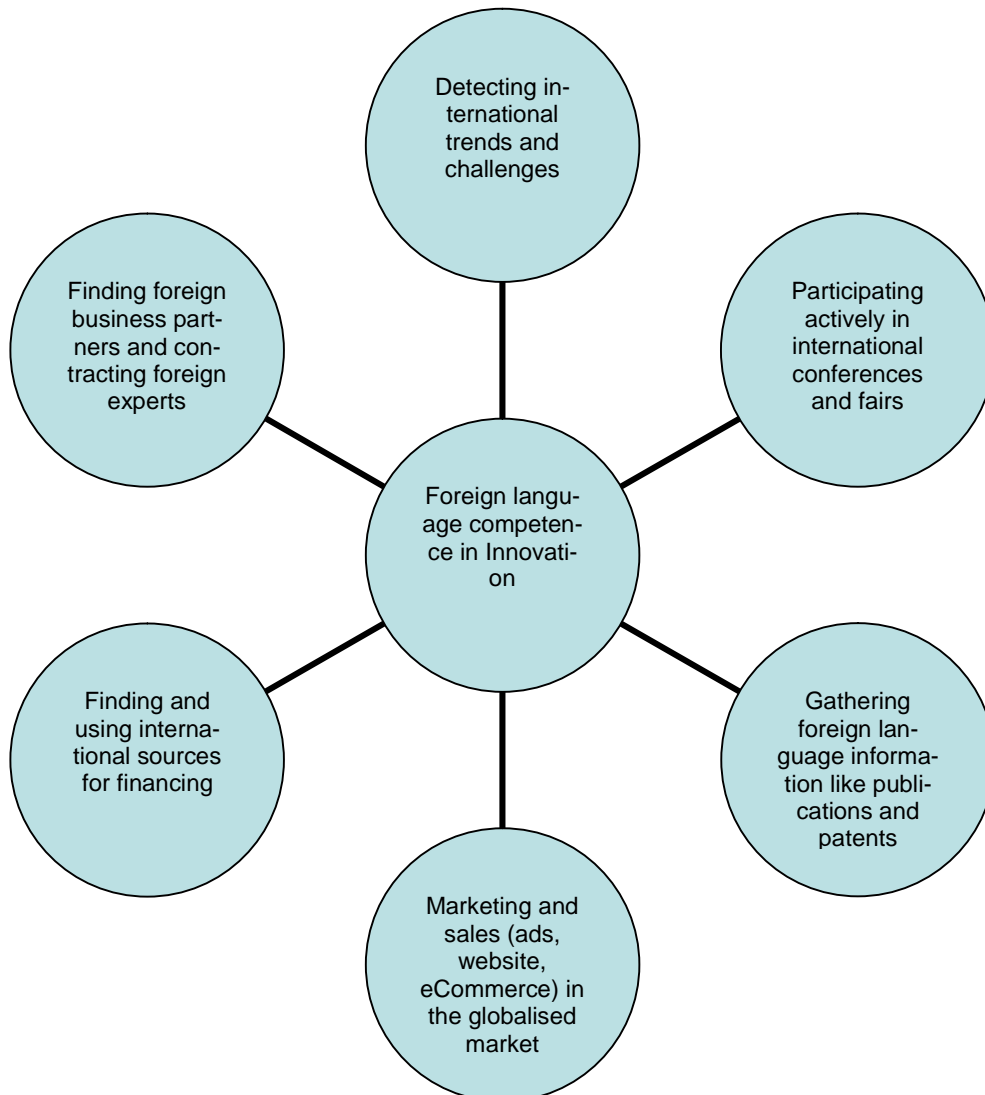 Detecting in-
ternational
trends and
challenges
Finding foreign
business part-
ners and con-
tracting foreign
experts
Participating
actively in
international
conferences
and fairs
Foreign langu-
age competen-
ce in Innovati-
on
Finding and
using interna-
tional sources
for financing
Gathering
foreign lan-
guage informa-
tion like publi-
cations and
patents
Marketing and
sales (ads,
website,
eCommerce) in
the globalised
market